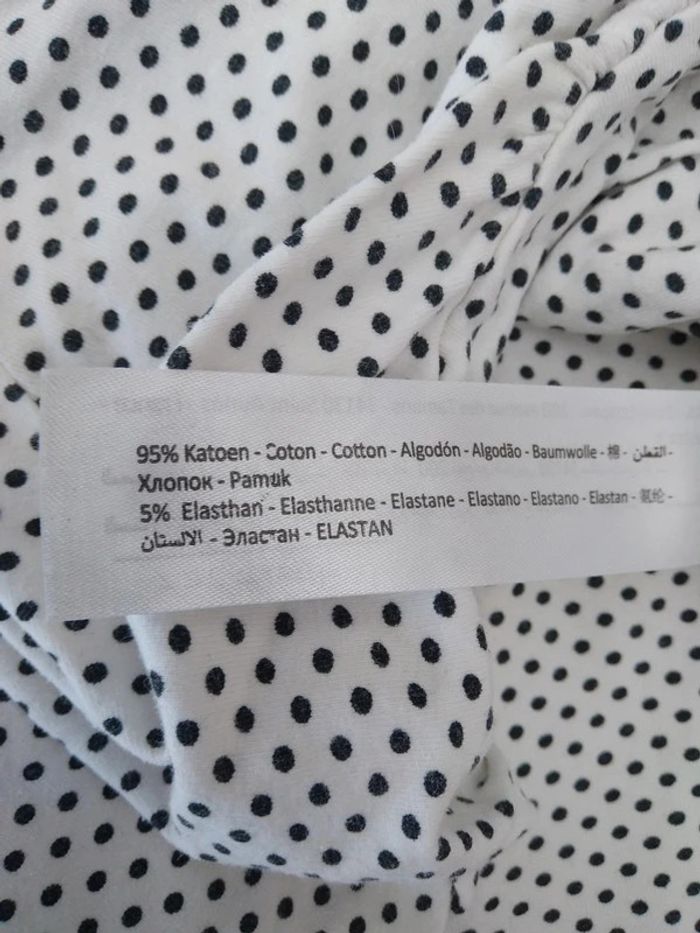 95% Katoen - Coton - Cotton - Algodón - Algodão - Baumwolle - 棉 - القطن -
Хлопок - Pamuk
5% Elasthan - Elasthanne - Elastane - Elastano - Elastano - Elastan - 氨纶 -
الالستان - Эластан - ELASTAN